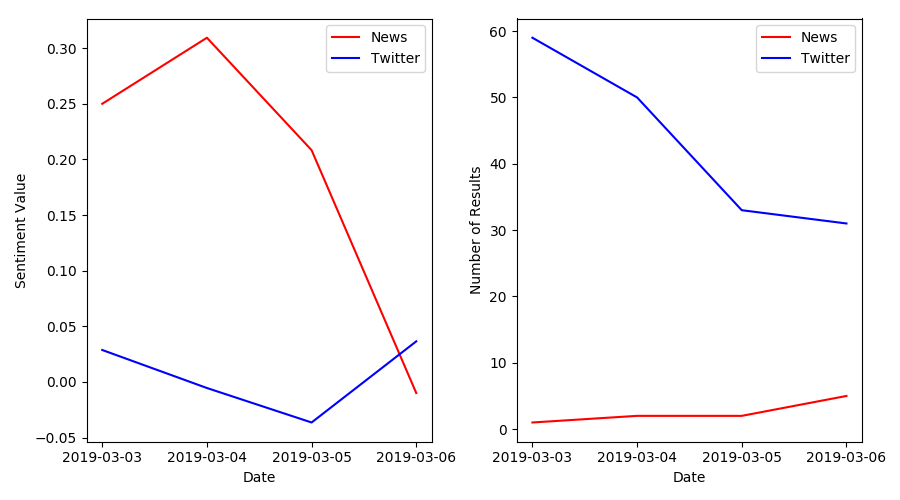 0.30
0.25
0.20
0.15
0.10
0.05
0.00
−0.05
Sentiment Value
2019-03-03 2019-03-04 2019-03-05 2019-03-06
Date
News
Twitter
60
50
40
30
20
10
0
Number of Results
2019-03-03 2019-03-04 2019-03-05 2019-03-06
Date
News
Twitter